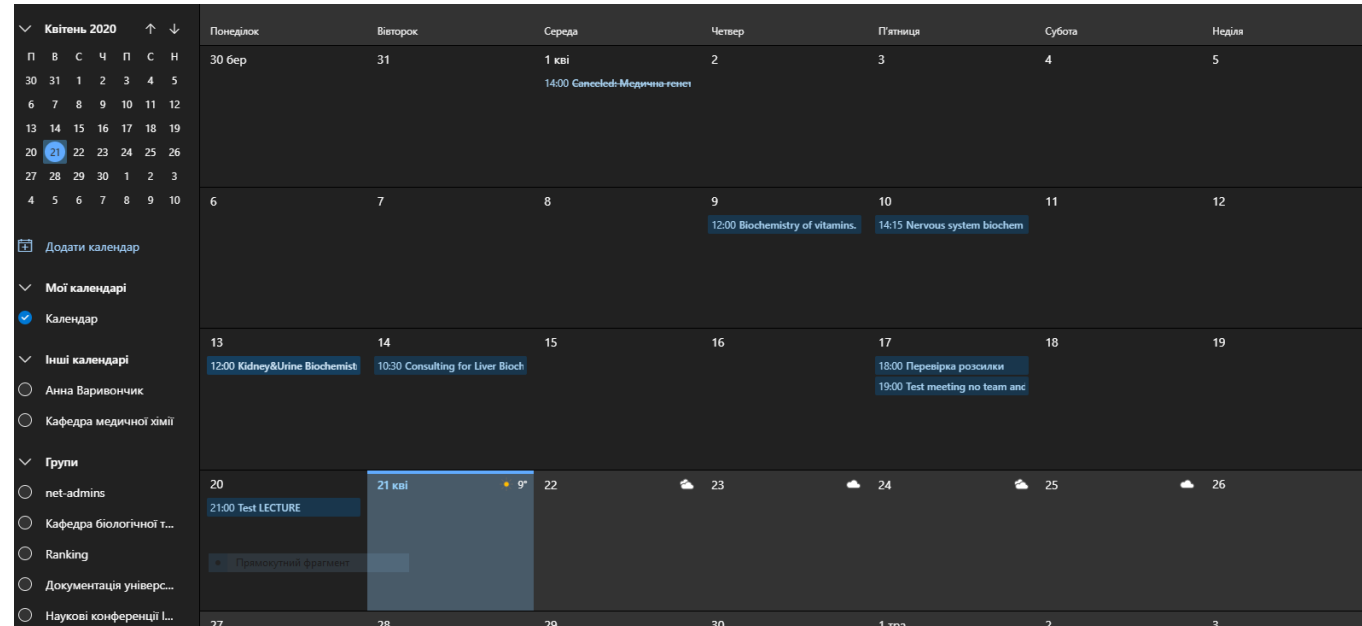 Квітень 2020
П В С Ч П С Н
30 31 1 2 3 4 5
6 7 8 9 10 11 12
13 14 15 16 17 18 19
20 21 22 23 24 25 26
27 28 29 30 1 2 3
4 5 6 7 8 9 10
Додати календар
Мої календарі
Календар
Інші календарі
Анна Варивончик
Кафедра медичної хімії
Групи
net-admins
Кафедра біологічної т...
Ranking
Документація універс...
Наукові конференції І...
Понеділок Вівторок Середа Четвер П'ятниця Субота Неділя
30 бер 31 1 кві 2 3 4 5
14:00 Canceled: Медична генет
6 7 8 9 10 11 12
12:00 Biochemistry of vitamins. 14:15 Nervous system biochem
13 14 15 16 17 18 19
12:00 Kidney&Urine Biochemist 10:30 Consulting for Liver Bioch 18:00 Перевірка розсилки
19:00 Test meeting no team and
20 21 кві 9° 22 23 24 25 26
21:00 Test LECTURE
Прямокутний фрагмент
27 28 29 30 1 тра 2 3